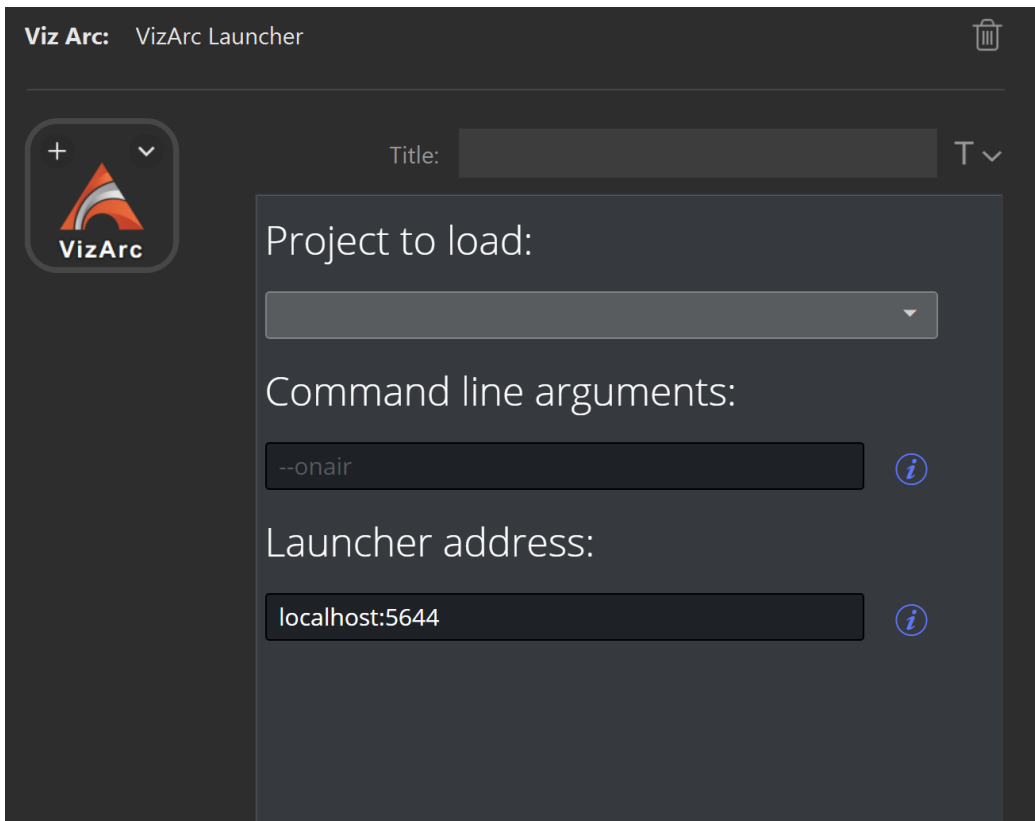 Viz Arc: VizArc Launcher
Title:
T
VizArc
Project to load:
Command line arguments:
--onair
i
Launcher address:
localhost:5644
i